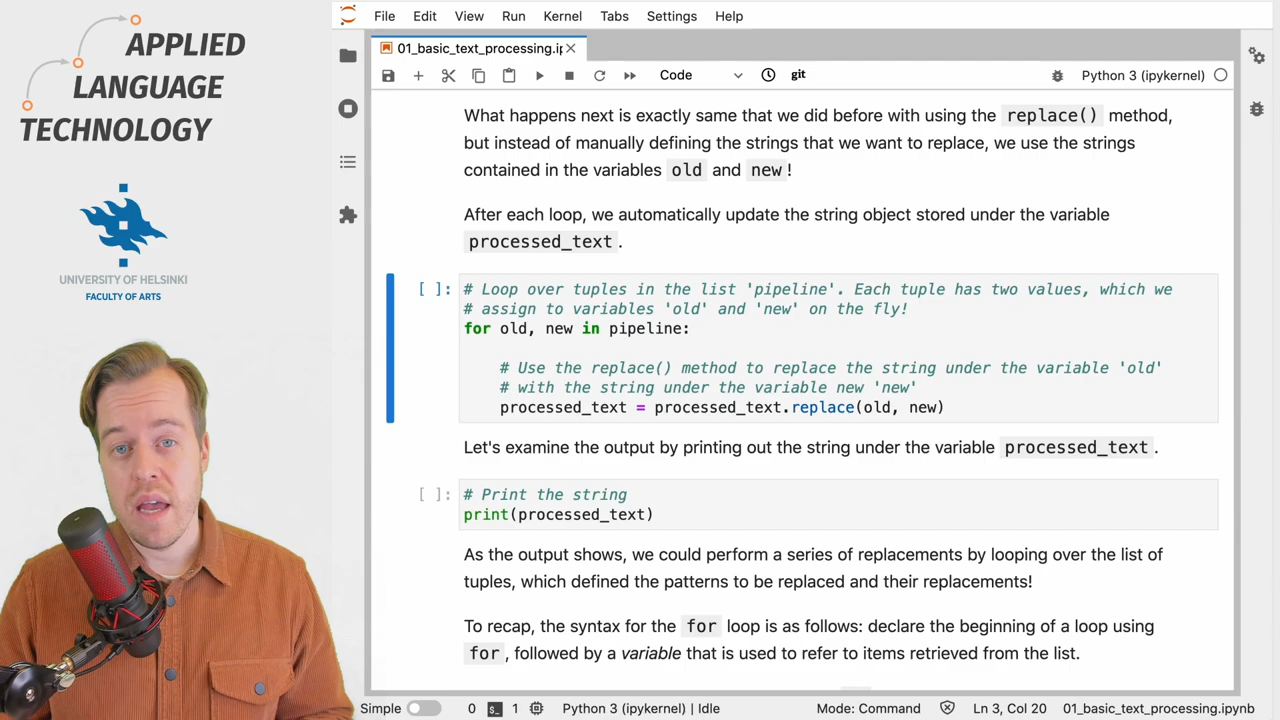 APPLIED
LANGUAGE
TECHNOLOGY
UNIVERSITY OF HELSINKI
FACULTY OF ARTS
File Edit View Run Kernel Tabs Settings Help
01_basic_text_processing.ip
Code git Python 3 (ipykernel)
What happens next is exactly same that we did before with using the replace() method,
but instead of manually defining the strings that we want to replace, we use the strings
contained in the variables old and new!
After each loop, we automatically update the string object stored under the variable
processed_text.
[ ]: # Loop over tuples in the list 'pipeline'. Each tuple has two values, which we
# assign to variables 'old' and 'new' on the fly!
for old, new in pipeline:
# Use the replace() method to replace the string under the variable 'old'
# with the string under the variable new 'new'
processed_text = processed_text.replace(old, new)
Let's examine the output by printing out the string under the variable processed_text.
[ ]: # Print the string
print(processed_text)
As the output shows, we could perform a series of replacements by looping over the list of
tuples, which defined the patterns to be replaced and their replacements!
To recap, the syntax for the for loop is as follows: declare the beginning of a loop using
for, followed by a variable that is used to refer to items retrieved from the list.
Simple 0 1 Python 3 (ipykernel) | Idle Mode: Command Ln 3, Col 20 01_basic_text_processing.ipynb